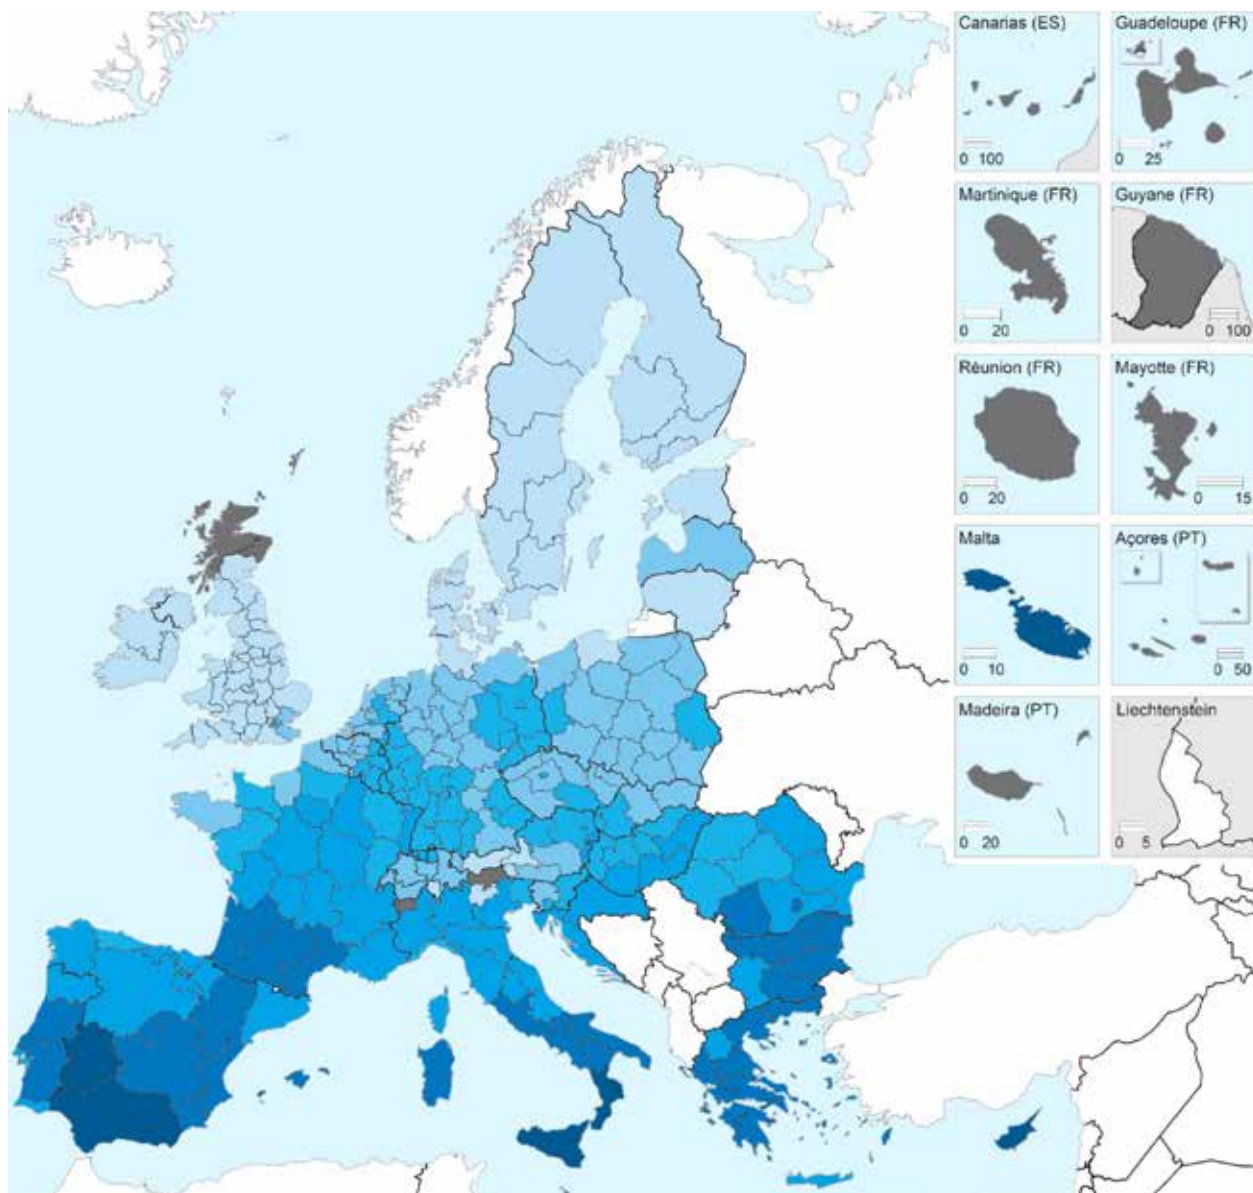 Canarias (ES)
0 100
Guadeloupe (FR)
0 25
Martinique (FR)
0 20
Guyane (FR)
0 100
Réunion (FR)
0 20
Mayotte (FR)
0 15
Malta
0 10
Açores (PT)
0 50
Madeira (PT)
0 20
Liechtenstein
0 5